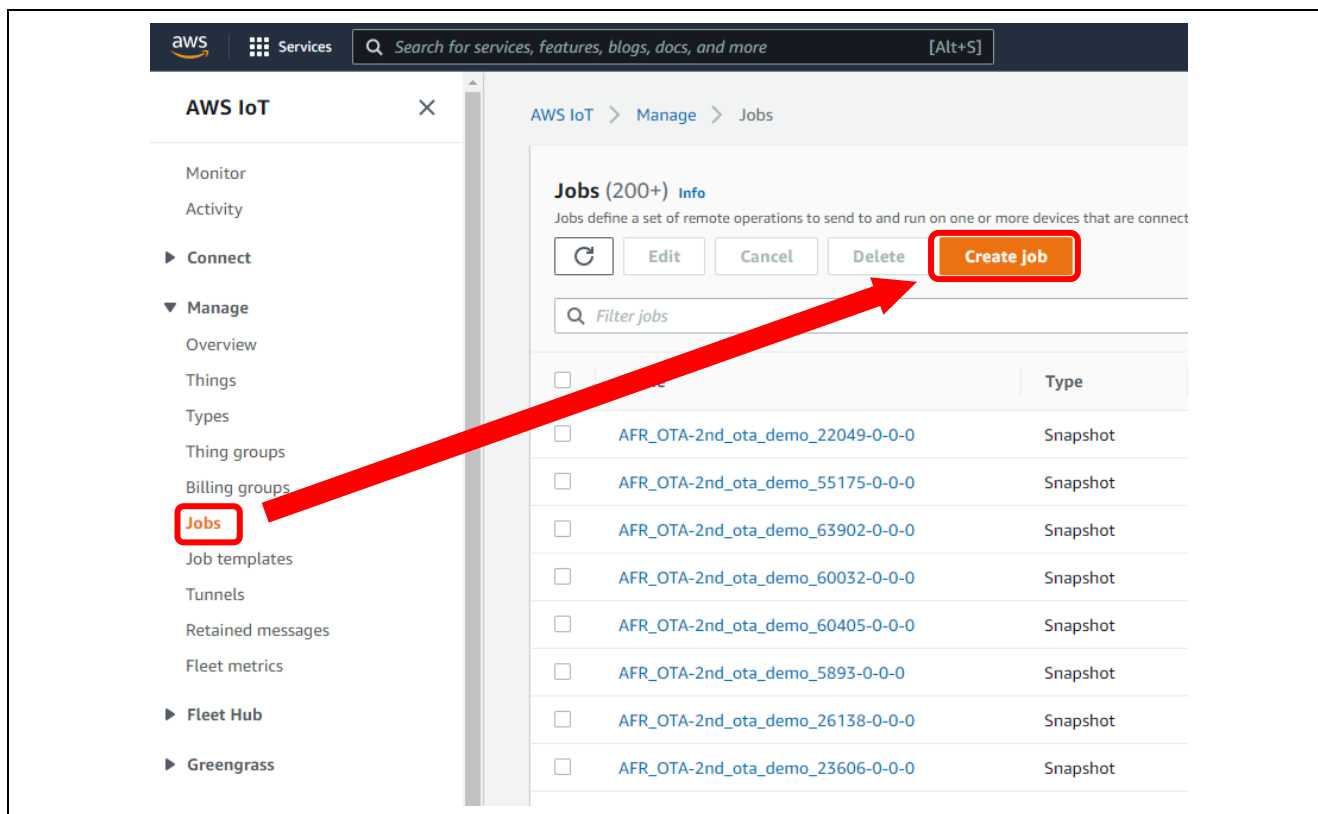 aws
Services
Search for services, features, blogs, docs, and more [Alt+S]
AWS IoT
Monitor
Activity
Connect
Manage
Overview
Things
Types
Thing groups
Billing groups
Jobs
Job templates
Tunnels
Retained messages
Fleet metrics
Fleet Hub
Greengrass
AWS IoT > Manage > Jobs
Jobs (200+) Info
Jobs define a set of remote operations to send to and run on one or more devices that are connect
Edit Cancel Delete Create job
Filter jobs
Type
AFR_OTA-2nd_ota_demo_22049-0-0-0 Snapshot
AFR_OTA-2nd_ota_demo_55175-0-0-0 Snapshot
AFR_OTA-2nd_ota_demo_63902-0-0-0 Snapshot
AFR_OTA-2nd_ota_demo_60032-0-0-0 Snapshot
AFR_OTA-2nd_ota_demo_60405-0-0-0 Snapshot
AFR_OTA-2nd_ota_demo_5893-0-0-0 Snapshot
AFR_OTA-2nd_ota_demo_26138-0-0-0 Snapshot
AFR_OTA-2nd_ota_demo_23606-0-0-0 Snapshot